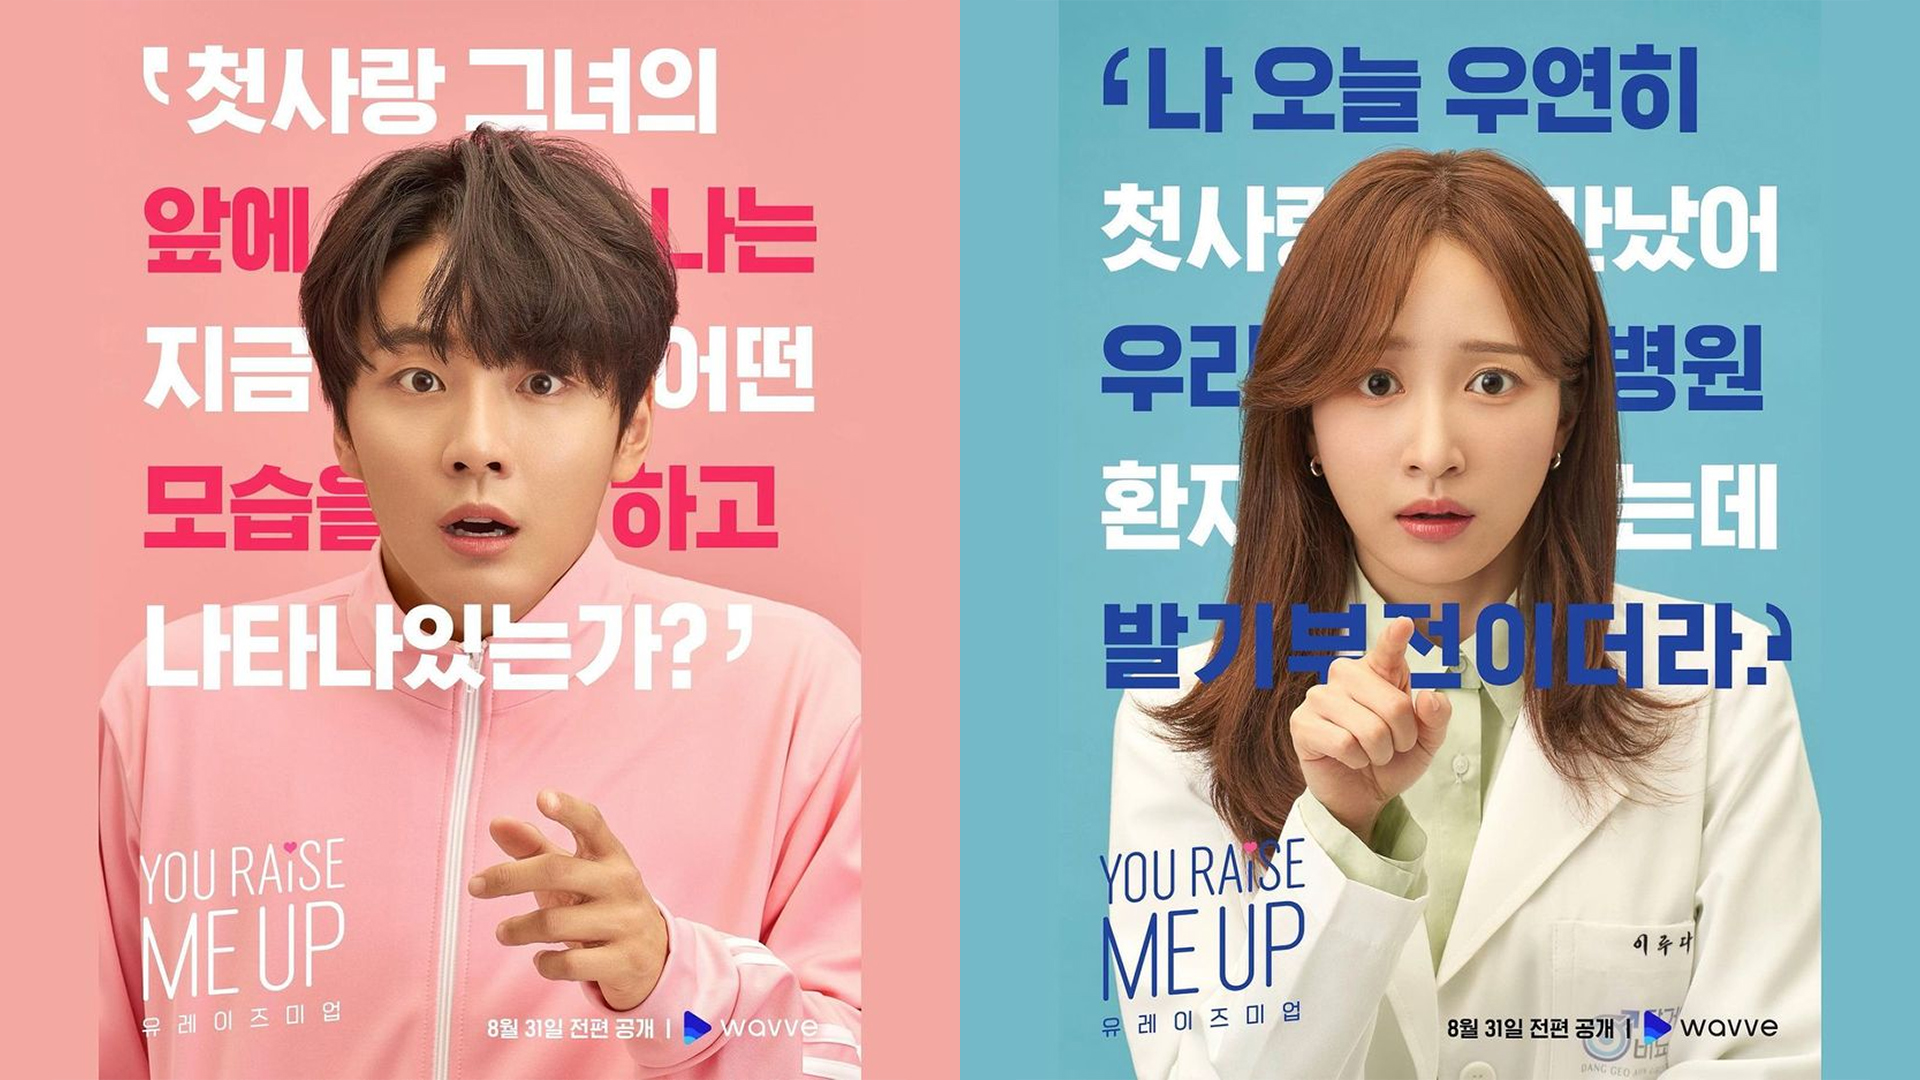 ‘첫사랑 그녀의
앞에 나는
지금 어떤
모습을 하고
나타나있는가?’
YOU RAiSE
ME UP
유레이즈미업
8월 31일 전편 공개 | wavve
‘나 오늘 우연히
첫사랑 만났어
우리 병원
환자 는데
발기부전이더라.’
이루다
YOU RAiSE
ME UP
유레이즈미업
8월 31일 전편 공개 | wavve
DANG GEO